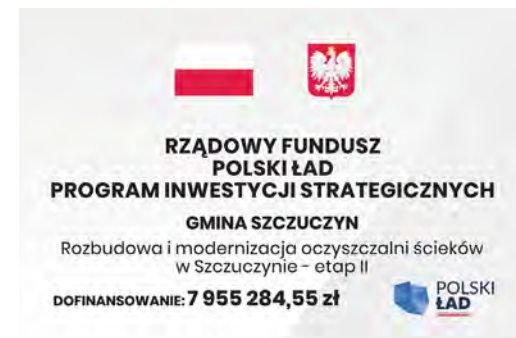 RZĄDOWY FUNDUSZ
POLSKI ŁAD
PROGRAM INWESTYCJI STRATEGICZNYCH
GMINA SZCZUCZYN
Rozbudowa i modernizacja oczyszczalni ścieków
w Szczuczynie - etap II
DOFINANSOWANIE: 7 955 284,55 zł
POLSKI
ŁAD